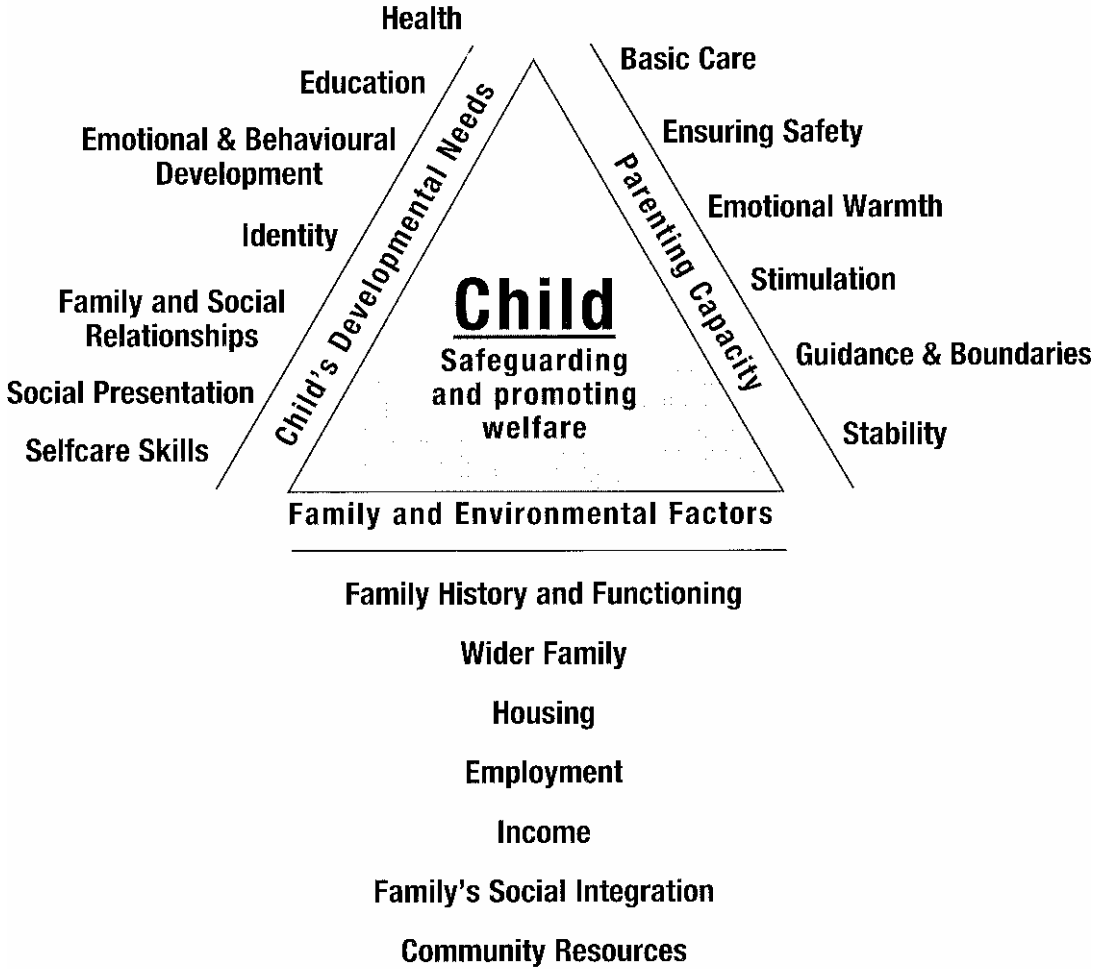 Health
Education
Emotional & Behavioural
Development
Identity
Family and Social
Relationships
Social Presentation
Selfcare Skills
Child's Developmental Needs
Basic Care
Ensuring Safety
Emotional Warmth
Stimulation
Guidance & Boundaries
Stability
Parenting Capacity
Child
Safeguarding
and promoting
welfare
Family and Environmental Factors
Family History and Functioning
Wider Family
Housing
Employment
Income
Family's Social Integration
Community Resources